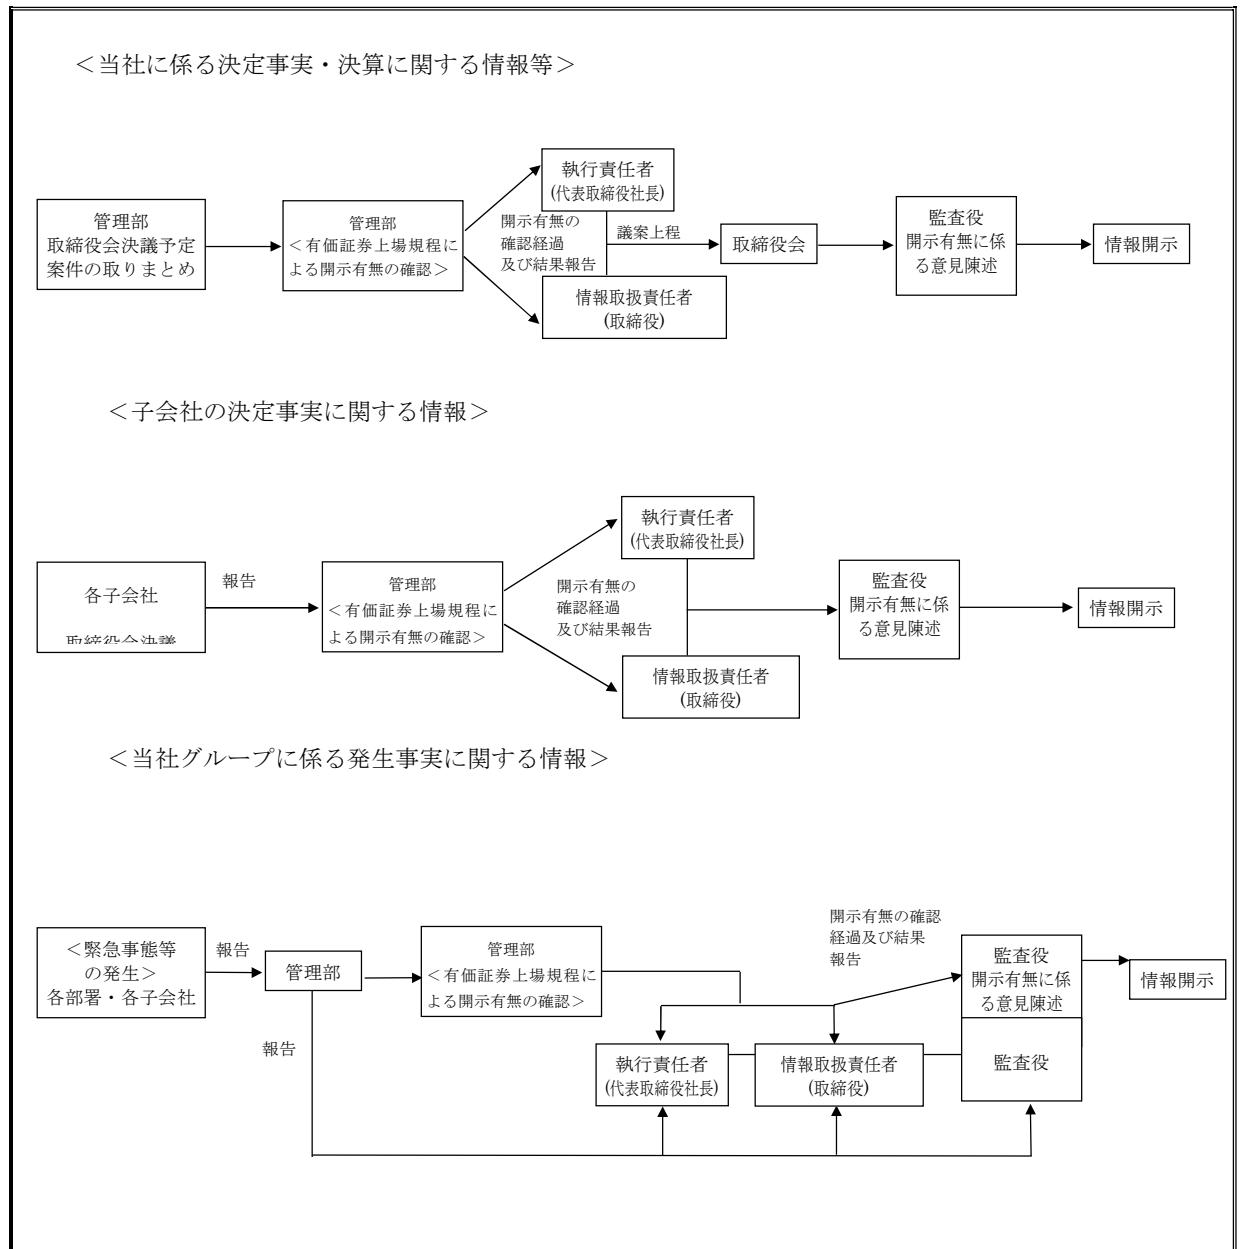 ＜当社に係る決定事実・決算に関する情報等＞
管理部
取締役会決議予定
案件の取りまとめ
管理部
＜有価証券上場規程に
よる開示有無の確認＞
執行責任者
(代表取締役社長)
開示有無の
確認経過
及び結果報告
情報取扱責任者
(取締役)
議案上程
取締役会
監査役
開示有無に係
る意見陳述
情報開示
＜子会社の決定事実に関する情報＞
各子会社
取締役会決議
報告
管理部
＜有価証券上場規程に
よる開示有無の確認＞
執行責任者
(代表取締役社長)
開示有無の
確認経過
及び結果報告
情報取扱責任者
(取締役)
監査役
開示有無に係
る意見陳述
情報開示
＜当社グループに係る発生事実に関する情報＞
＜緊急事態等
の発生＞
各部署・各子会社
報告
管理部
報告
管理部
＜有価証券上場規程に
よる開示有無の確認＞
開示有無の確認
経過及び結果
報告
執行責任者
(代表取締役社長)
情報取扱責任者
(取締役)
監査役
開示有無に係
る意見陳述
監査役
情報開示